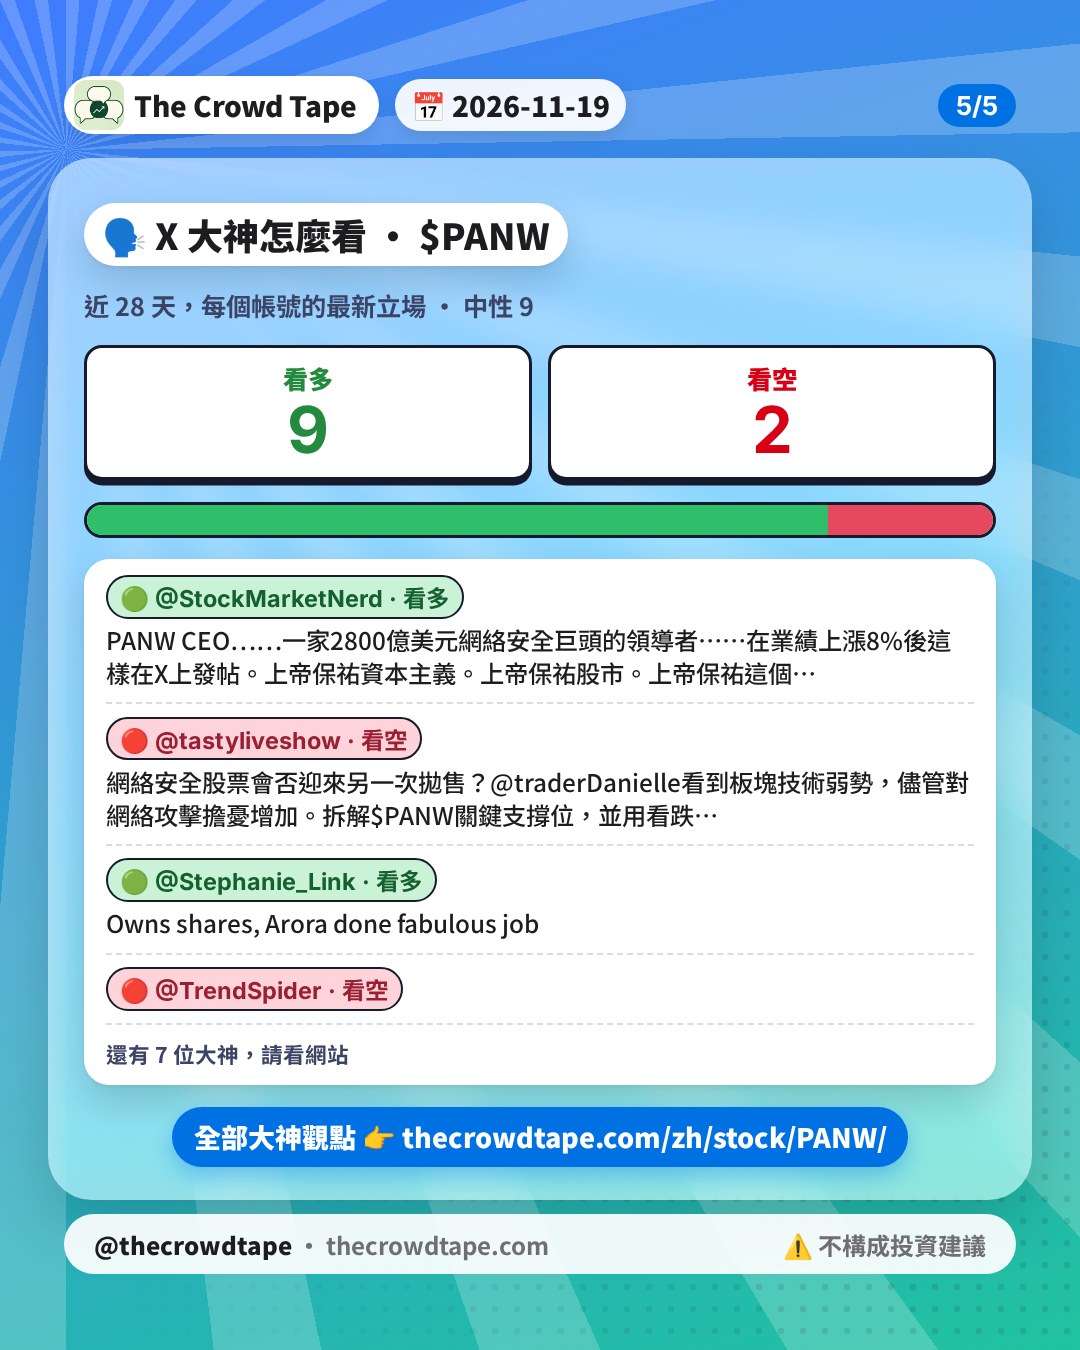 The Crowd Tape
📅 2026-11-19
5/5
🗣️ X 大神怎麼看 · $PANW
近 28 天，每個帳號的最新立場 · 中性 9
看多
9
看空
2
🟢 @StockMarketNerd · 看多
PANW CEO……一家2800億美元網絡安全巨頭的領導者……在業績上漲8%後這
樣在X上發帖。上帝保祐資本主義。上帝保祐股市。上帝保祐這個…
🔴 @tastyliveshow · 看空
網絡安全股票會否迎來另一次拋售？@traderDanielle看到板塊技術弱勢，儘管對
網絡攻擊擔憂增加。拆解$PANW關鍵支撐位，並用看跌…
🟢 @Stephanie_Link · 看多
Owns shares, Arora done fabulous job
🔴 @TrendSpider · 看空
還有 7 位大神，請看網站
全部大神觀點 👉 thecrowdtape.com/zh/stock/PANW/
@thecrowdtape · thecrowdtape.com
⚠️ 不構成投資建議